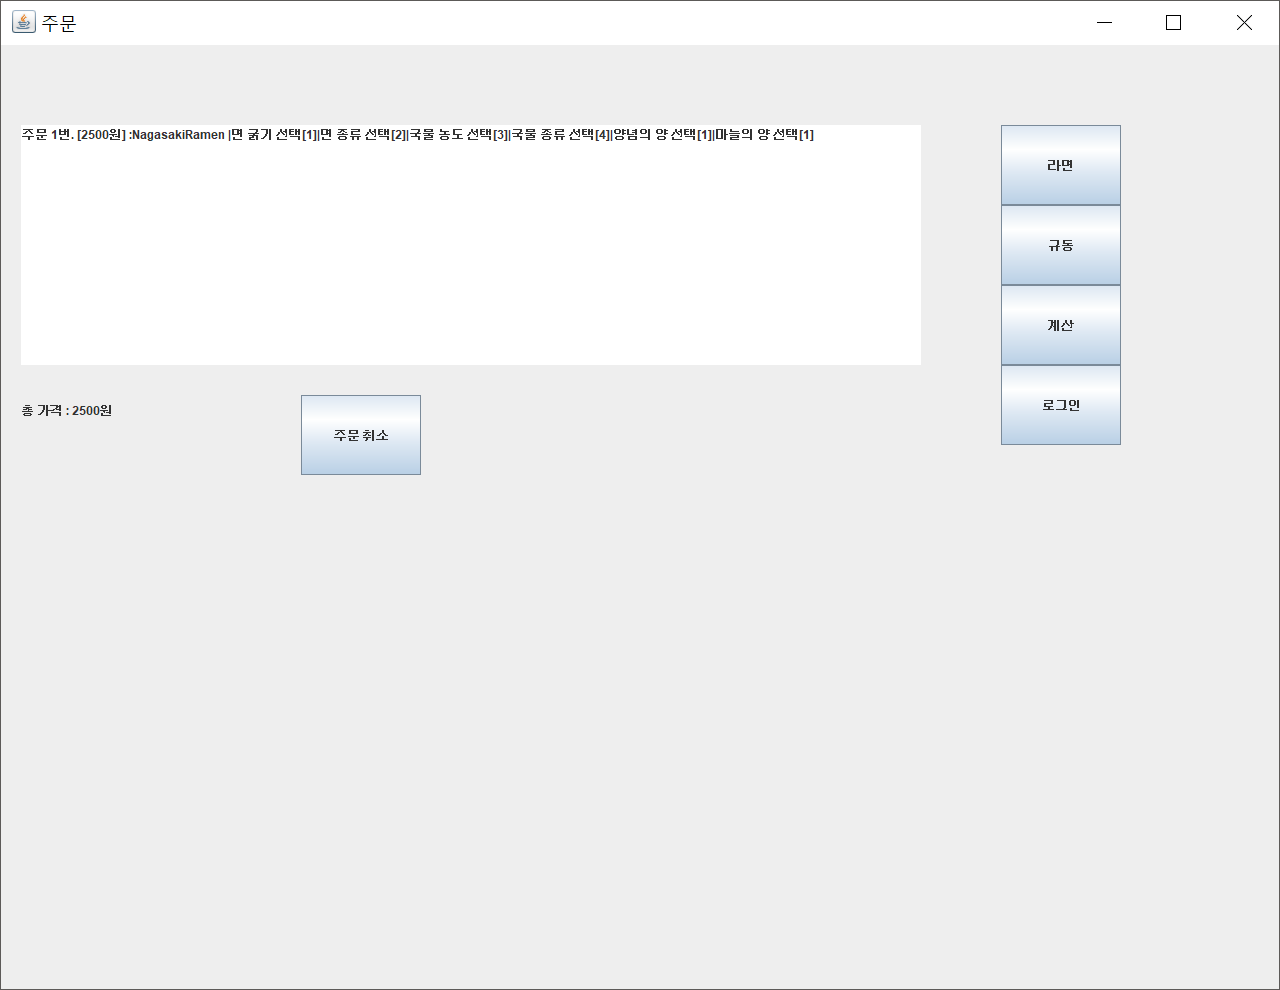 주문
주문 1번. [2500원] :NagasakiRamen |면 굵기 선택[1]|면 종류 선택[2]|국물 농도 선택[3]|국물 종류 선택[4]|양념의 양 선택[1]|마늘의 양 선택[1]
라면
규동
계산
로그인
총 가격 : 2500원
주문 취소